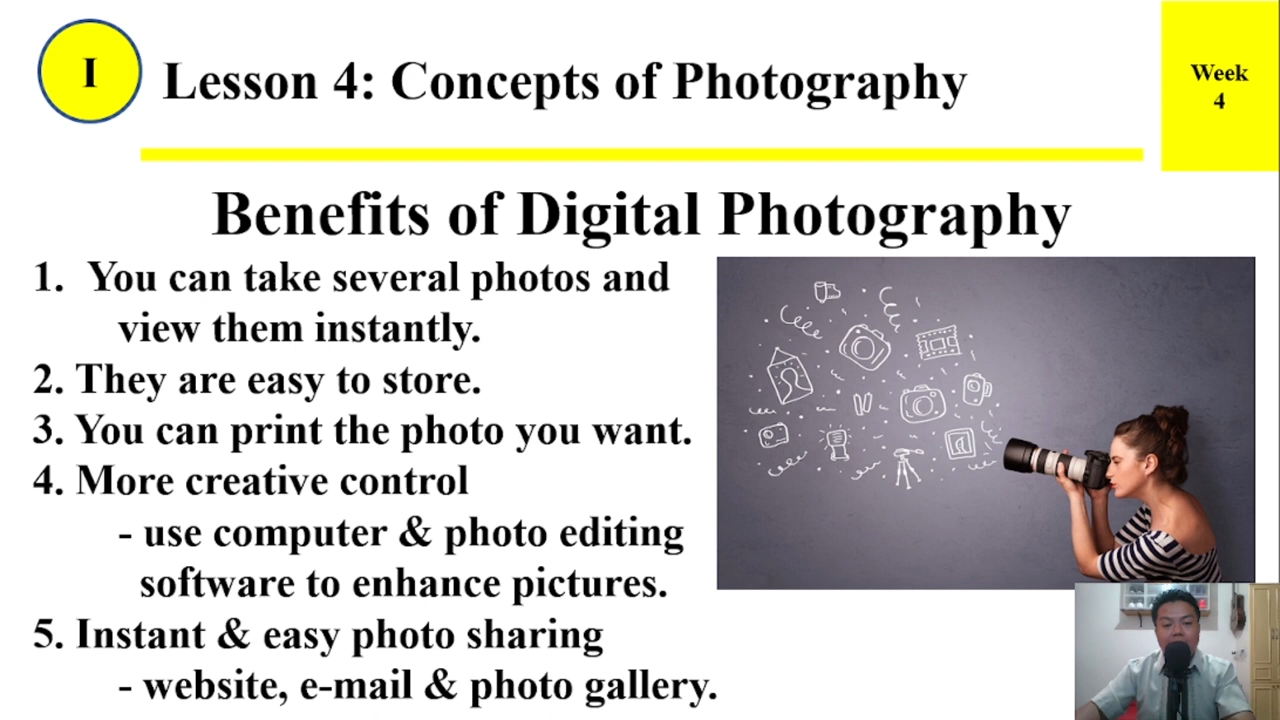 I
Lesson 4: Concepts of Photography
Week
4
Benefits of Digital Photography
1. You can take several photos and
view them instantly.
2. They are easy to store.
3. You can print the photo you want.
4. More creative control
- use computer & photo editing
software to enhance pictures.
5. Instant & easy photo sharing
- website, e-mail & photo gallery.